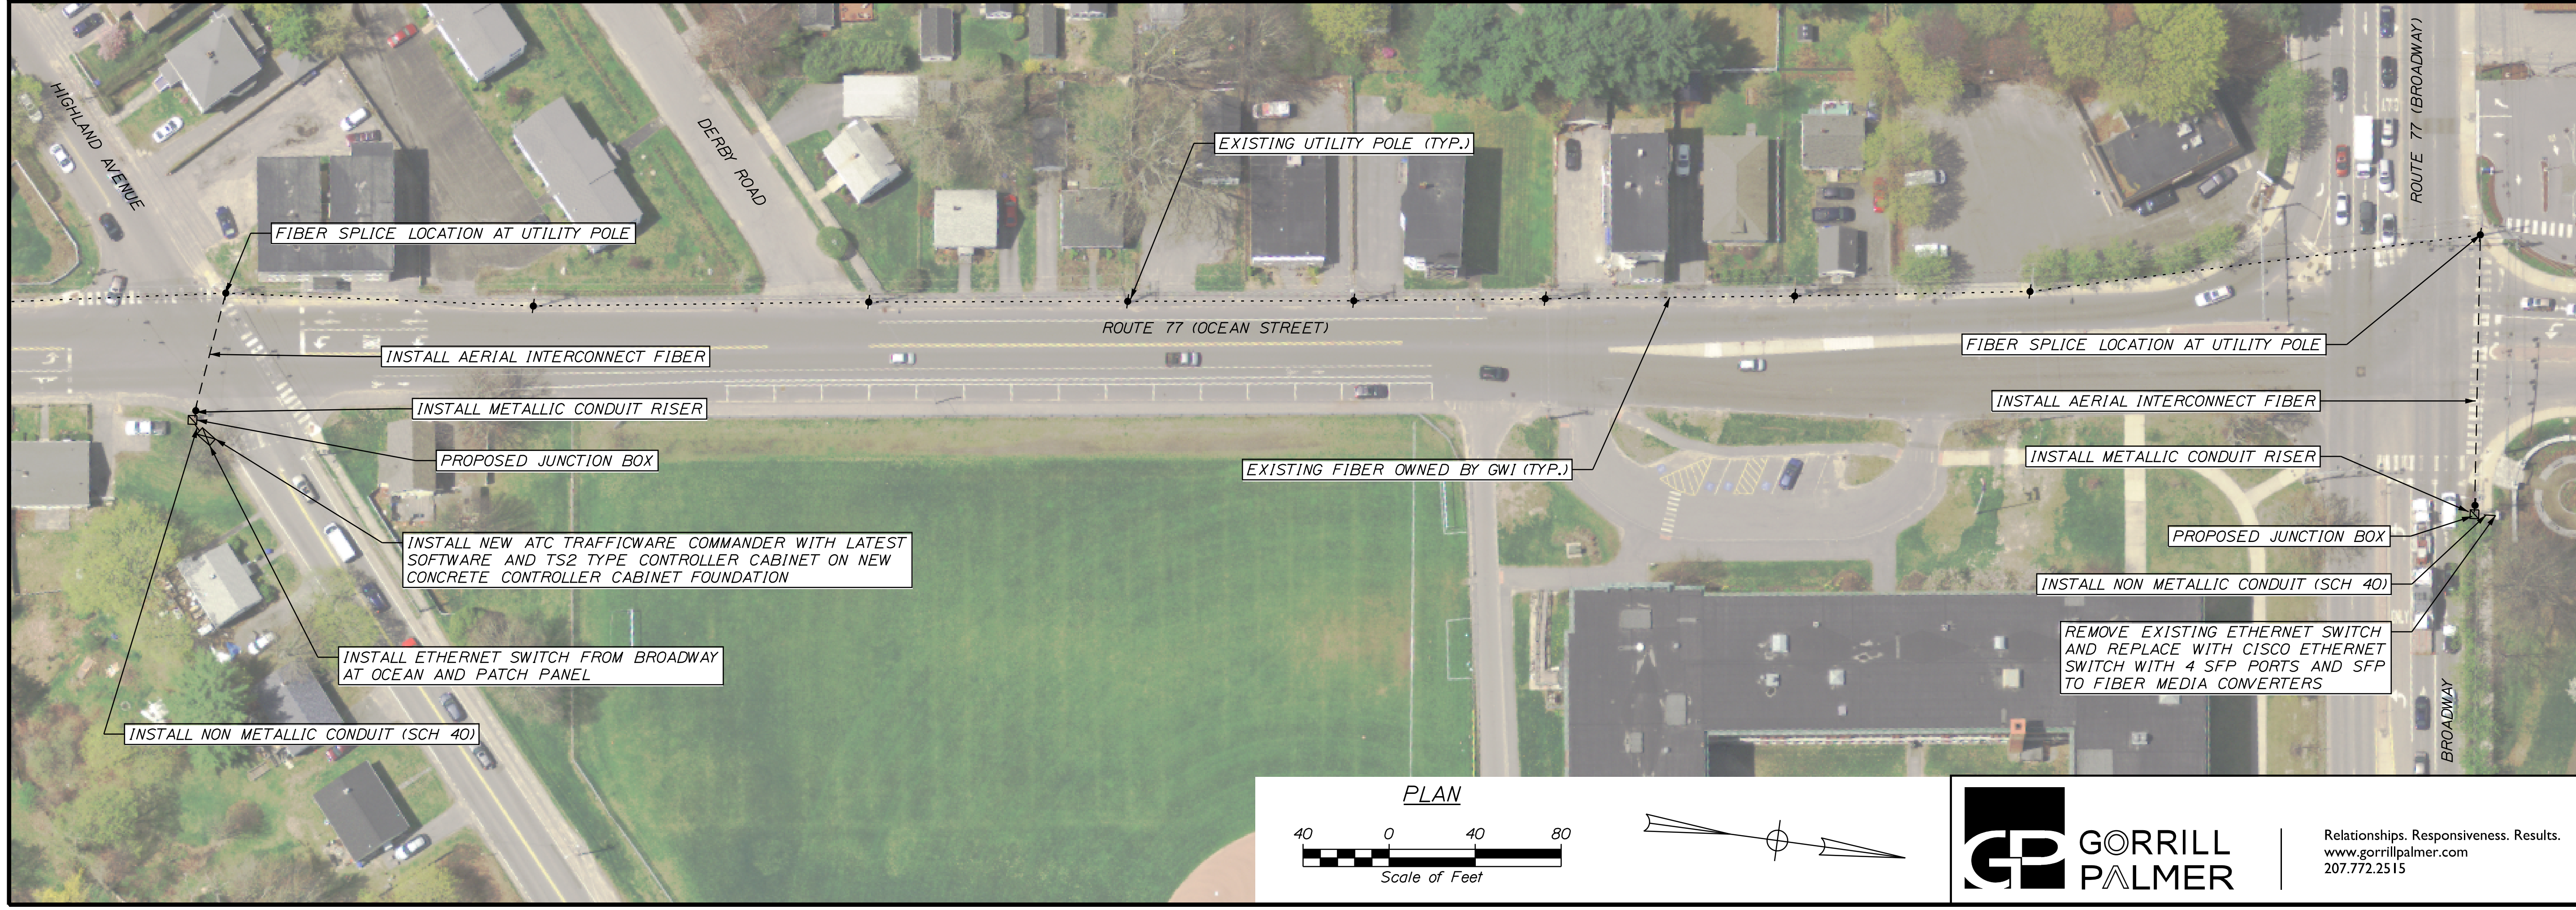 HIGHLAND AVENUE
DERBY ROAD
ROUTE 77 (BROADWAY)
EXISTING UTILITY POLE (TYP.)
FIBER SPLICE LOCATION AT UTILITY POLE
ROUTE 77 (OCEAN STREET)
FIBER SPLICE LOCATION AT UTILITY POLE
INSTALL AERIAL INTERCONNECT FIBER
INSTALL AERIAL INTERCONNECT FIBER
INSTALL METALLIC CONDUIT RISER
PROPOSED JUNCTION BOX
EXISTING FIBER OWNED BY GWI (TYP.)
INSTALL METALLIC CONDUIT RISER
PROPOSED JUNCTION BOX
INSTALL NEW ATC TRAFFICWARE COMMANDER WITH LATEST
SOFTWARE AND TS2 TYPE CONTROLLER CABINET ON NEW
CONCRETE CONTROLLER CABINET FOUNDATION
INSTALL NON METALLIC CONDUIT (SCH 40)
INSTALL ETHERNET SWITCH FROM BROADWAY
AT OCEAN AND PATCH PANEL
REMOVE EXISTING ETHERNET SWITCH
AND REPLACE WITH CISCO ETHERNET
SWITCH WITH 4 SFP PORTS AND SFP
TO FIBER MEDIA CONVERTERS
INSTALL NON METALLIC CONDUIT (SCH 40)
BROADWAY
PLAN
40 0 40 80
Scale of Feet
GP
GORRILL
PALMER
Relationships. Responsiveness. Results.
www.gorrillpalmer.com
207.772.2515